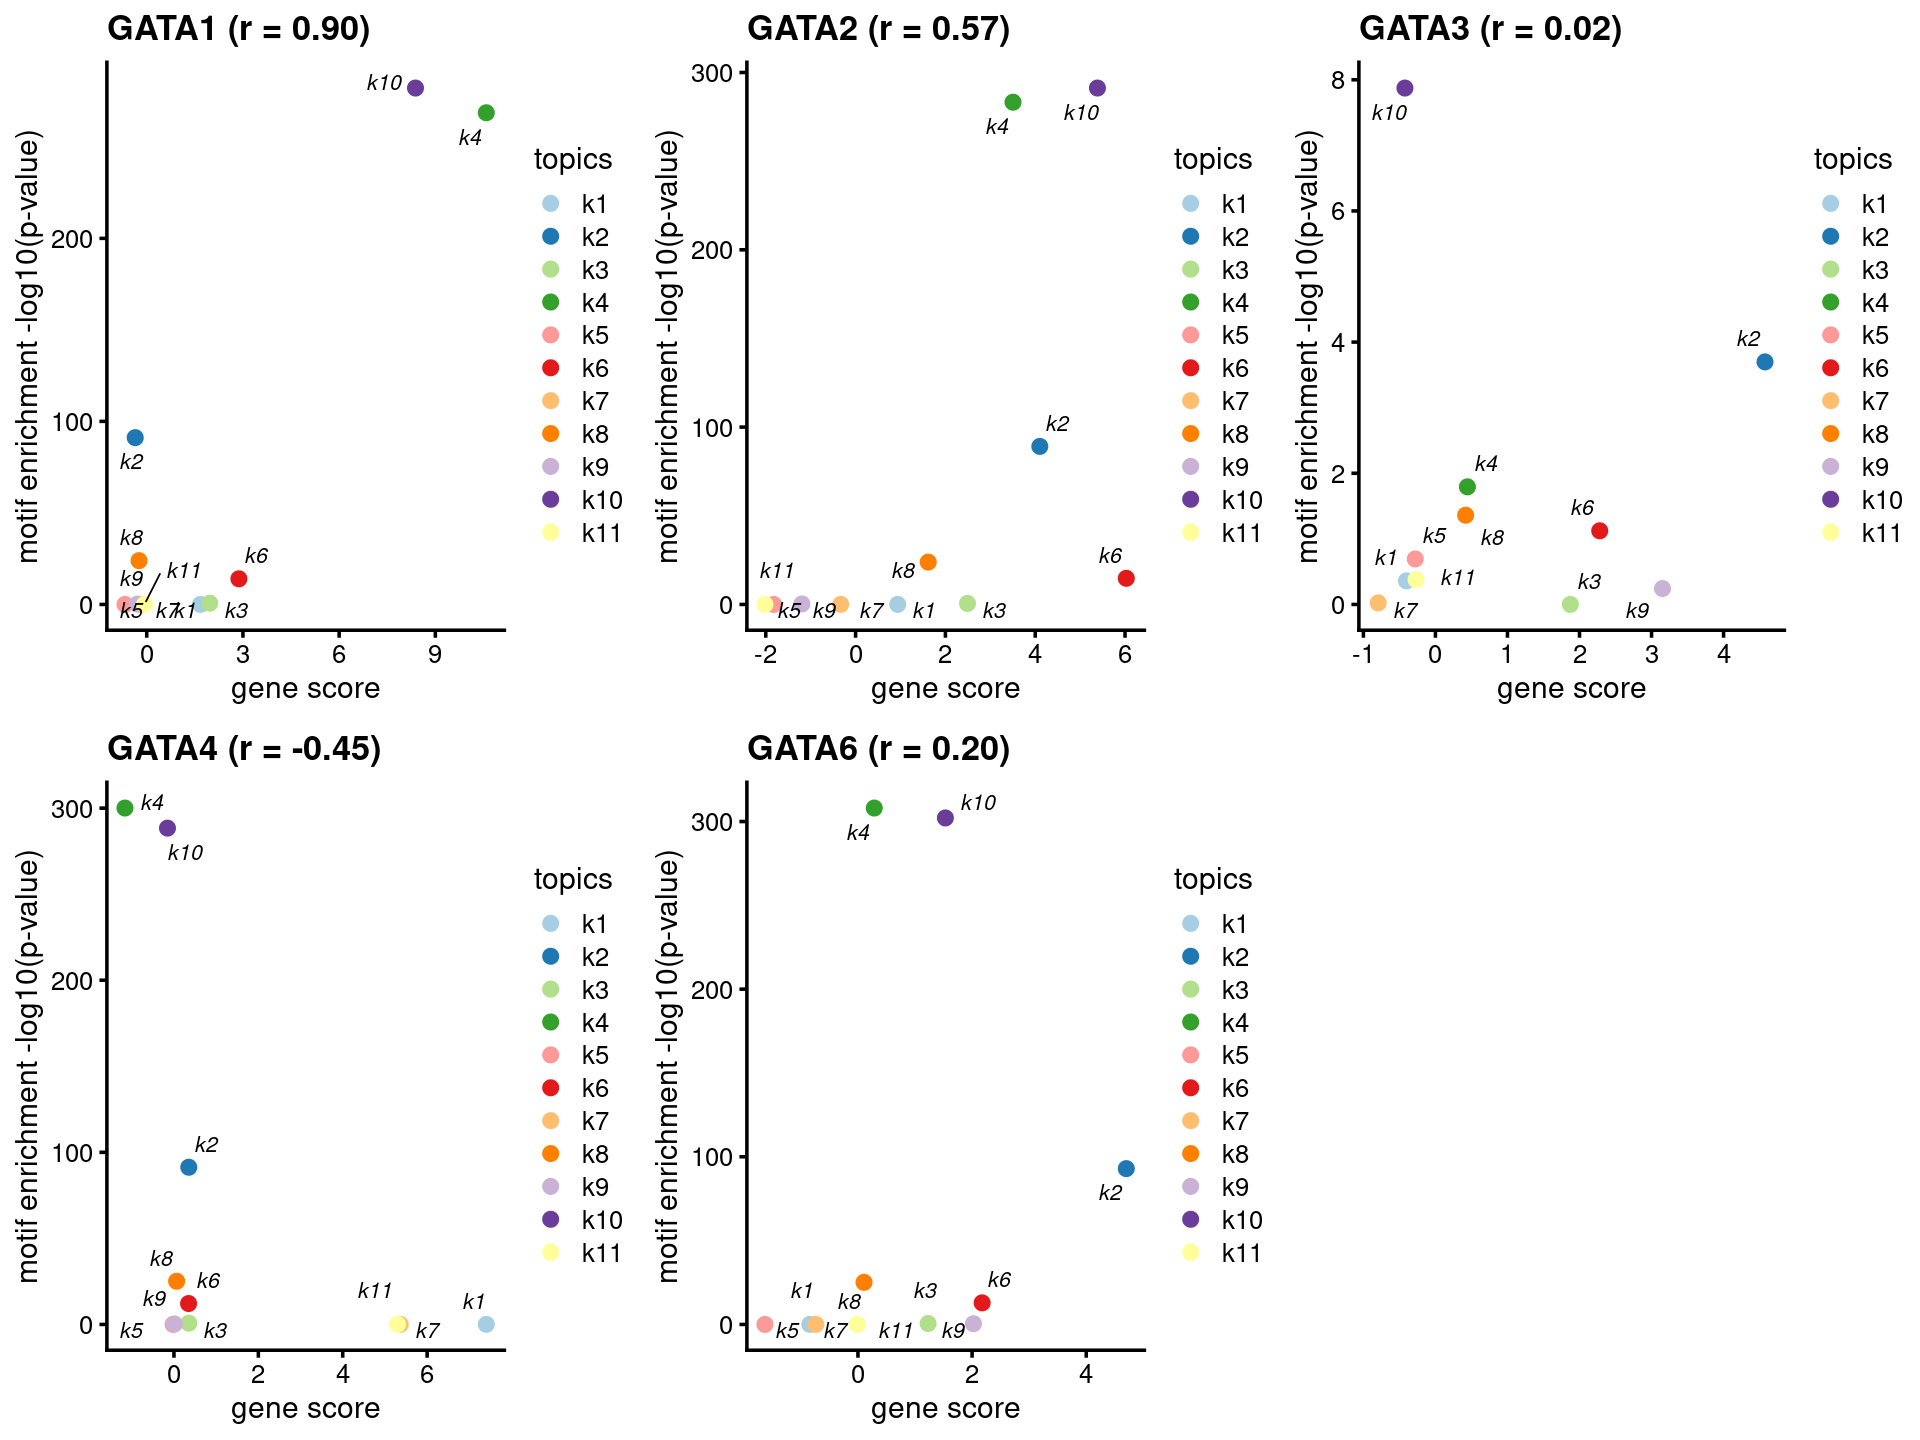 GATA1 (r = 0.90)
motif enrichment -log10(p-value)
200
100
0
0 3 6 9
gene score
k10
k4
k2
k8
k6
k9 k11
k5 k7 k1 k3
topics
k1
k2
k3
k4
k5
k6
k7
k8
k9
k10
k11
GATA2 (r = 0.57)
motif enrichment -log10(p-value)
300
200
100
0
-2 0 2 4 6
gene score
k4 k10
k2
k6
k11 k8
k5 k9 k7 k1 k3
topics
k1
k2
k3
k4
k5
k6
k7
k8
k9
k10
k11
GATA3 (r = 0.02)
motif enrichment -log10(p-value)
8
6
4
2
0
-1 0 1 2 3 4
gene score
k10
k2
k4
k6
k5 k8
k1
k11 k3
k7 k9
topics
k1
k2
k3
k4
k5
k6
k7
k8
k9
k10
k11
GATA4 (r = -0.45)
motif enrichment -log10(p-value)
300
200
100
0
0 2 4 6
gene score
k4
k10
k2
k8
k6
k9 k11 k1
k5 k3 k7
topics
k1
k2
k3
k4
k5
k6
k7
k8
k9
k10
k11
GATA6 (r = 0.20)
motif enrichment -log10(p-value)
300
200
100
0
0 2 4
gene score
k10
k4
k2
k6
k1 k8 k3
k5 k7 k11 k9
topics
k1
k2
k3
k4
k5
k6
k7
k8
k9
k10
k11